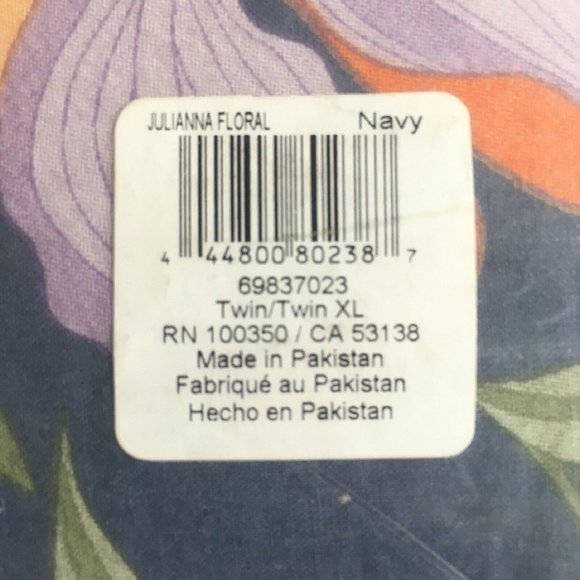 JULIANNA FLORAL Navy
4 44800 80238 7
69837023
Twin/Twin XL
RN 100350 / CA 53138
Made in Pakistan
Fabriqué au Pakistan
Hecho en Pakistan